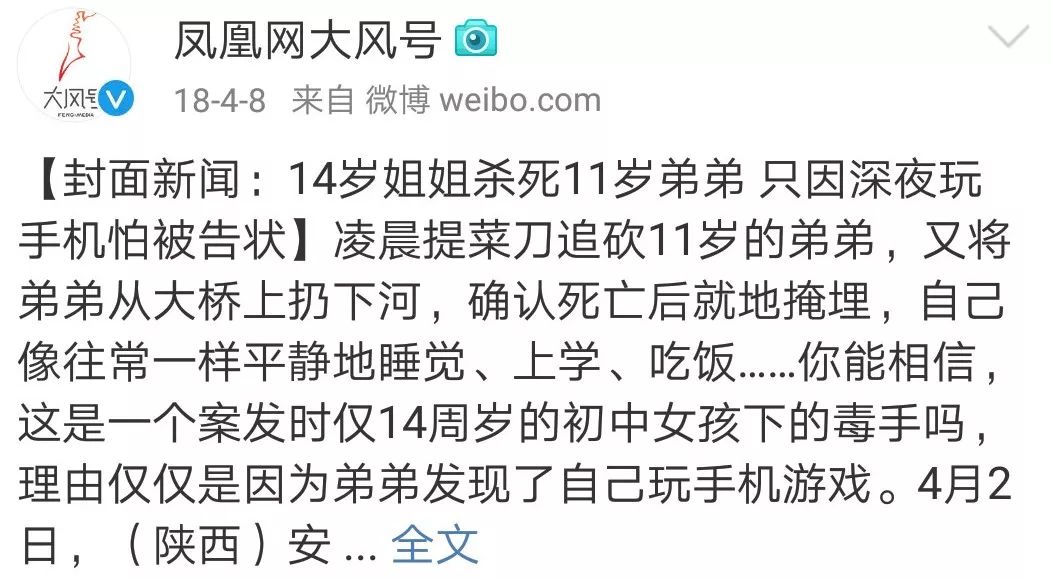 凤凰网大风号
大风号
FENG-MEDIA
18-4-8 来自 微博 weibo.com
【封面新闻：14岁姐姐杀死11岁弟弟 只因深夜玩
手机怕被告状】凌晨提菜刀追砍11岁的弟弟，又将
弟弟从大桥上扔下河，确认死亡后就地掩埋，自己
像往常一样平静地睡觉、上学、吃饭……你能相信，
这是一个案发时仅14周岁的初中女孩下的毒手吗，
理由仅仅是因为弟弟发现了自己玩手机游戏。4月2
日，（陕西）安 ... 全文